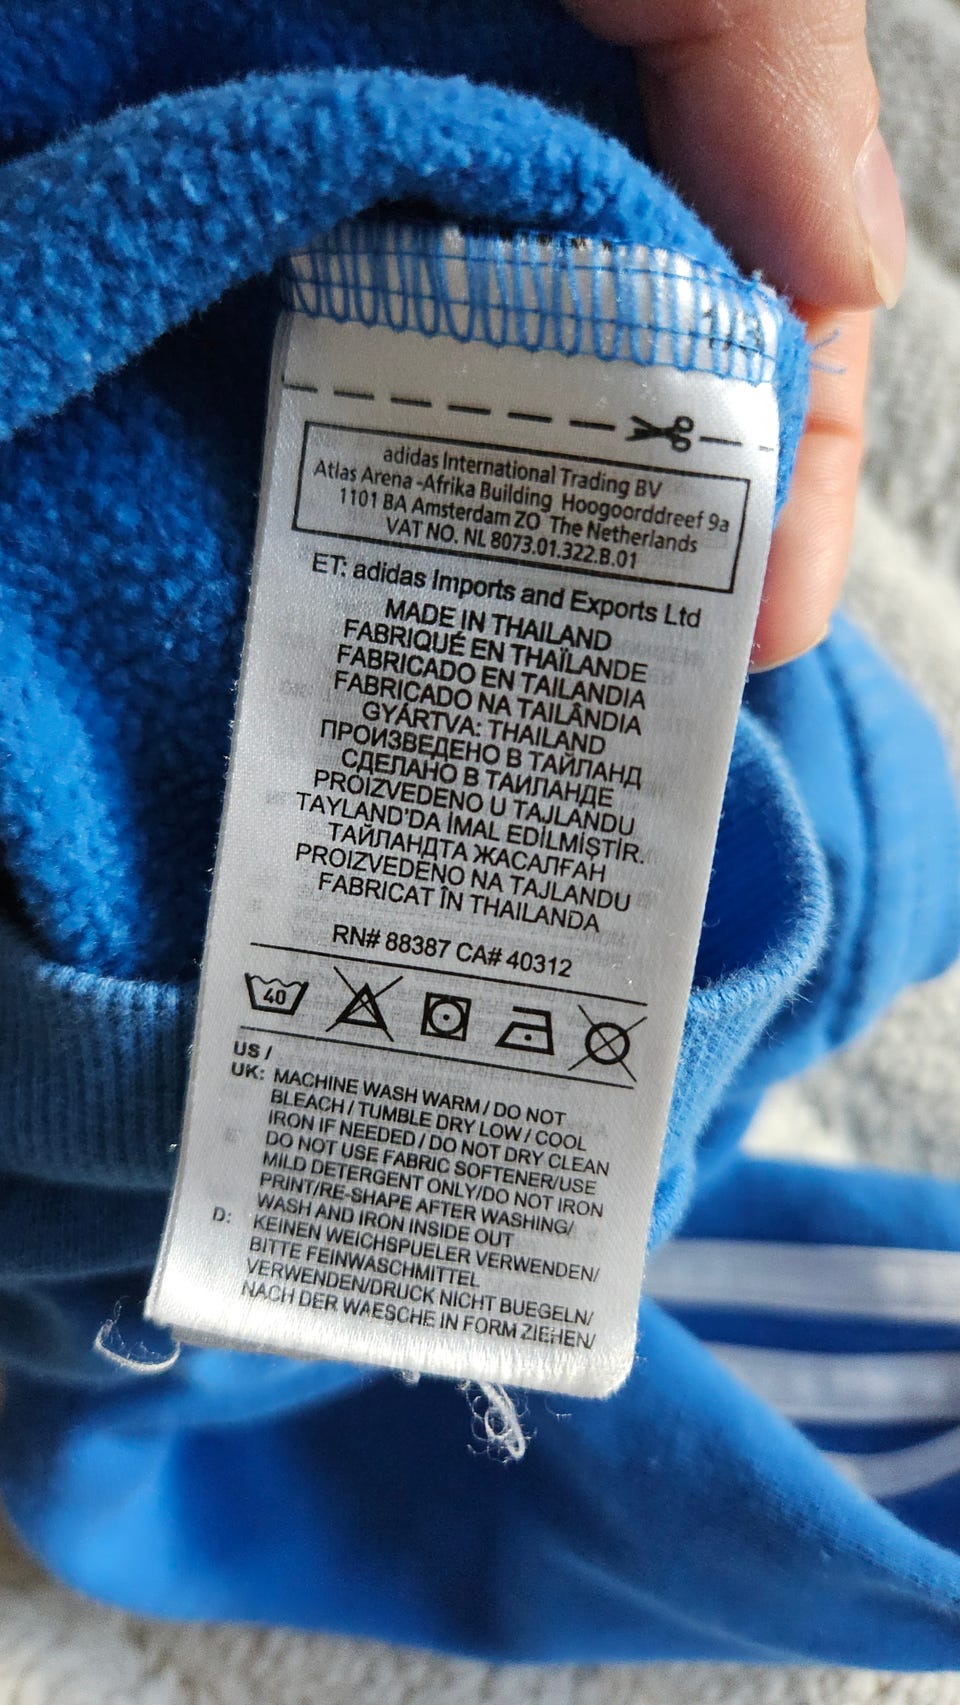 1/3
adidas International Trading BV
Atlas Arena -Afrika Building Hoogoorddreef 9a
1101 BA Amsterdam ZO The Netherlands
VAT NO. NL 8073.01.322.B.01
ET: adidas Imports and Exports Ltd
MADE IN THAILAND
FABRIQUÉ EN THAÏLANDE
FABRICADO EN TAILANDIA
FABRICADO NA TAILÂNDIA
GYÁRTVA: THAILAND
ПРОИЗВЕДЕНО В ТАЙЛАНД
СДЕЛАНО В ТАИЛАНДЕ
PROIZVEDENO U TAJLANDU
TAYLAND'DA İMAL EDİLMİŞTİR.
ТАЙЛАНДТА ЖАСАЛҒАН
PROIZVEDENO NA TAJLANDU
FABRICAT ÎN THAILANDA
RN# 88387 CA# 40312
40
US /
UK: MACHINE WASH WARM / DO NOT
BLEACH / TUMBLE DRY LOW / COOL
IRON IF NEEDED / DO NOT DRY CLEAN
DO NOT USE FABRIC SOFTENER/USE
MILD DETERGENT ONLY/DO NOT IRON
PRINT/RE-SHAPE AFTER WASHING/
WASH AND IRON INSIDE OUT
D: KEINEN WEICHSPUELER VERWENDEN/
BITTE FEINWASCHMITTEL
VERWENDEN/DRUCK NICHT BUEGELN/
NACH DER WAESCHE IN FORM ZIEHEN/